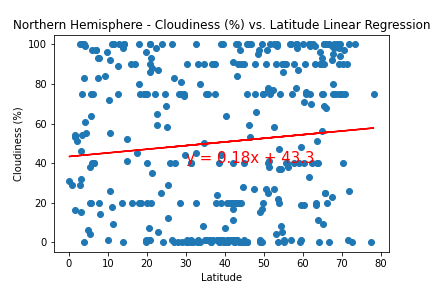 Northern Hemisphere - Cloudiness (%) vs. Latitude Linear Regression
100
80
60
40
20
0
Cloudiness (%)
y = 0.18x + 43.3
0 10 20 30 40 50 60 70 80
Latitude